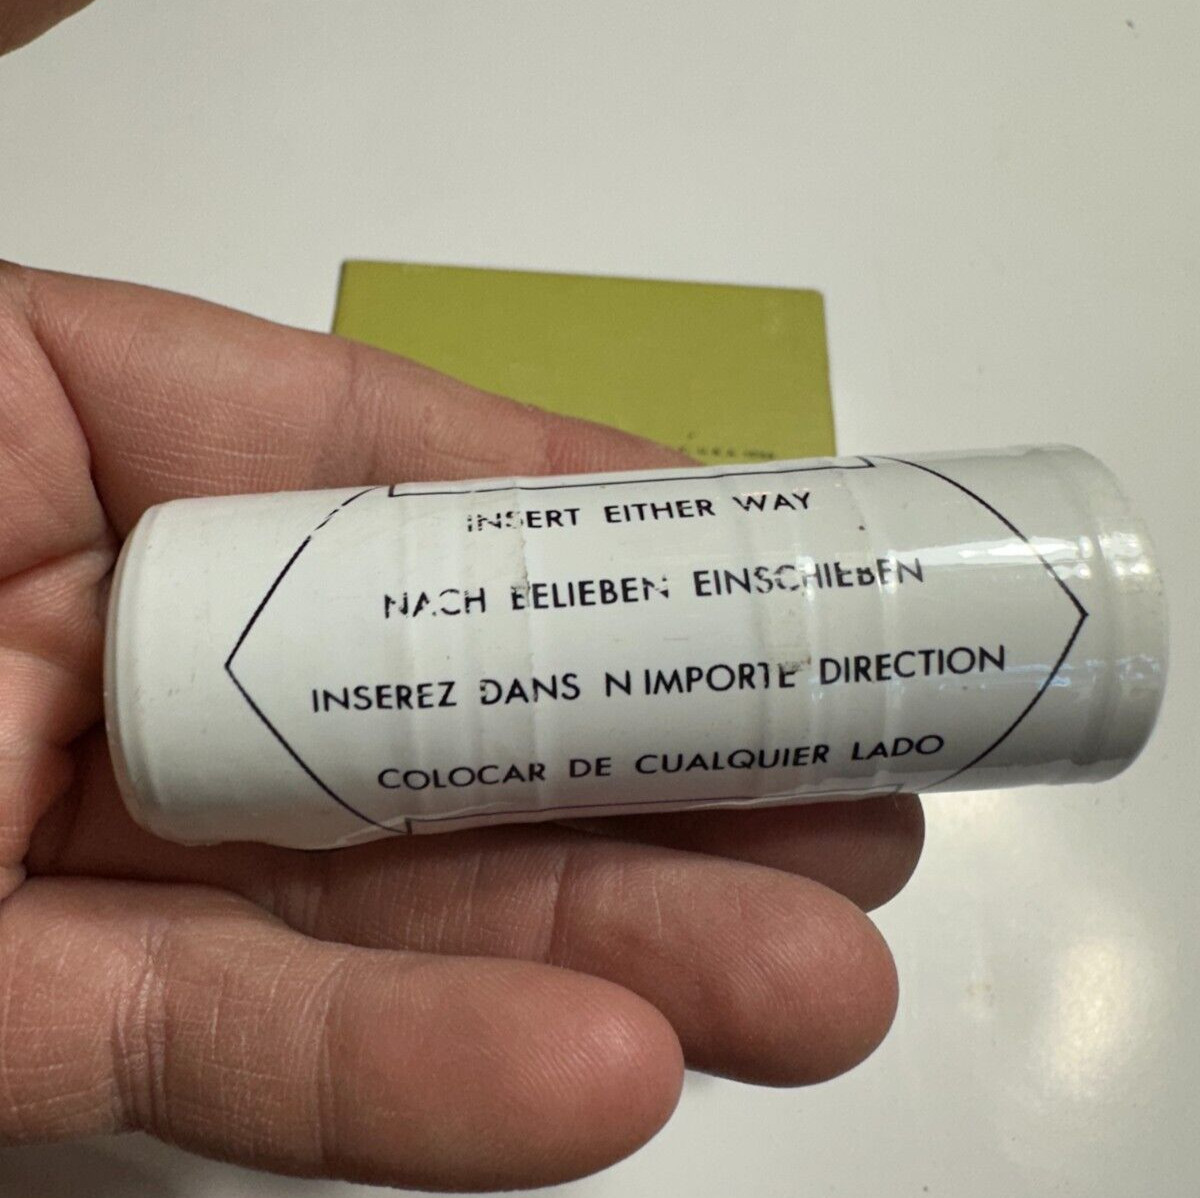 INSERT EITHER WAY
NACH BELIEBEN EINSCHIEBEN
INSEREZ DANS N IMPORTE DIRECTION
COLOCAR DE CUALQUIER LADO